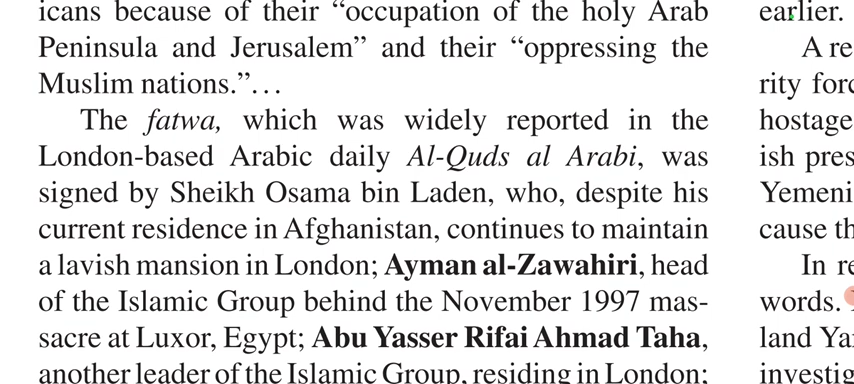 icans because of their “occupation of the holy Arab
Peninsula and Jerusalem” and their “oppressing the
Muslim nations.”…
The fatwa, which was widely reported in the
London-based Arabic daily Al-Quds al Arabi, was
signed by Sheikh Osama bin Laden, who, despite his
current residence in Afghanistan, continues to maintain
a lavish mansion in London; Ayman al-Zawahiri, head
of the Islamic Group behind the November 1997 mas-
sacre at Luxor, Egypt; Abu Yasser Rifai Ahmad Taha,
another leader of the Islamic Group, residing in London;
earlier.
A re
rity forc
hostage
ish pres
Yemeni
cause th
In re
words.
land Ya
investig